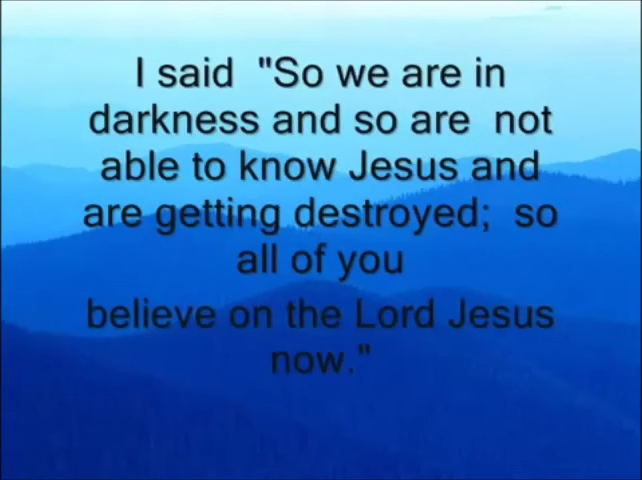 I said  "So we are in
darkness and so are  not
able to know Jesus and
are getting destroyed;  so
all of you
believe on the Lord Jesus
now."